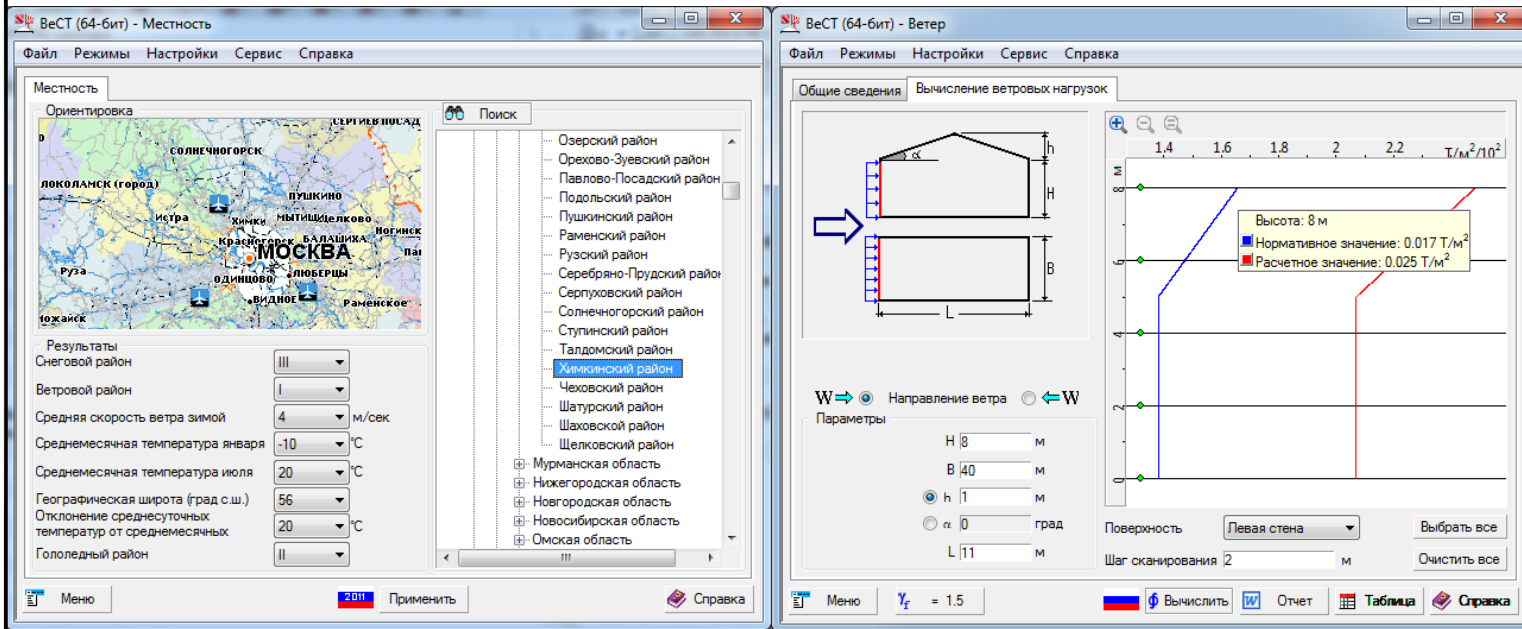 ВеСТ (64-бит) - Местность
Файл Режимы Настройки Сервис Справка
Местность
Ориентировка
СЕРГИЕВ ПОСАД
СОЛНЕЧНОГОРСК
ЛОКОЛАМСК (город)
ПУШКИНО
Истра
Химки
МЫТИЩИ
Щелково
Красногорск
БАЛАШИХА
Ногинск
МОСКВА
Руза
ЛЮБЕРЦЫ
ОДИНЦОВО
ВИДНОЕ
Раменское
Результаты
Снеговой район III
Ветровой район I
Средняя скорость ветра зимой 4 м/сек
Среднемесячная температура января -10 °C
Среднемесячная температура июля 20 °C
Географическая широта (град с.ш.) 56
Отклонение среднесуточных
температур от среднемесячных 20 °C
Гололедный район II
Поиск
Озерский район
Орехово-Зуевский район
Павлово-Посадский район
Подольский район
Пушкинский район
Раменский район
Рузский район
Серебряно-Прудский район
Серпуховский район
Солнечногорский район
Ступинский район
Талдомский район
Химкинский район
Чеховский район
Шатурский район
Шаховской район
Щелковский район
Мурманская область
Нижегородская область
Новгородская область
Новосибирская область
Омская область
Меню
2011 Применить
Справка
ВеСТ (64-бит) - Ветер
Файл Режимы Настройки Сервис Справка
Общие сведения Вычисление ветровых нагрузок
h
α
H
B
L
W Направление ветра W
Параметры
H 8 м
B 40 м
h 1 м
α 0 град
L 11 м
1.4 1.6 1.8 2 2.2 Т/м²/10²
м
8
6
4
2
0
Высота: 8 м
Нормативное значение: 0.017 Т/м²
Расчетное значение: 0.025 Т/м²
Поверхность Левая стена Выбрать все
Шаг сканирования 2 м Очистить все
Меню
γf = 1.5
Вычислить
Отчет
Таблица
Справка